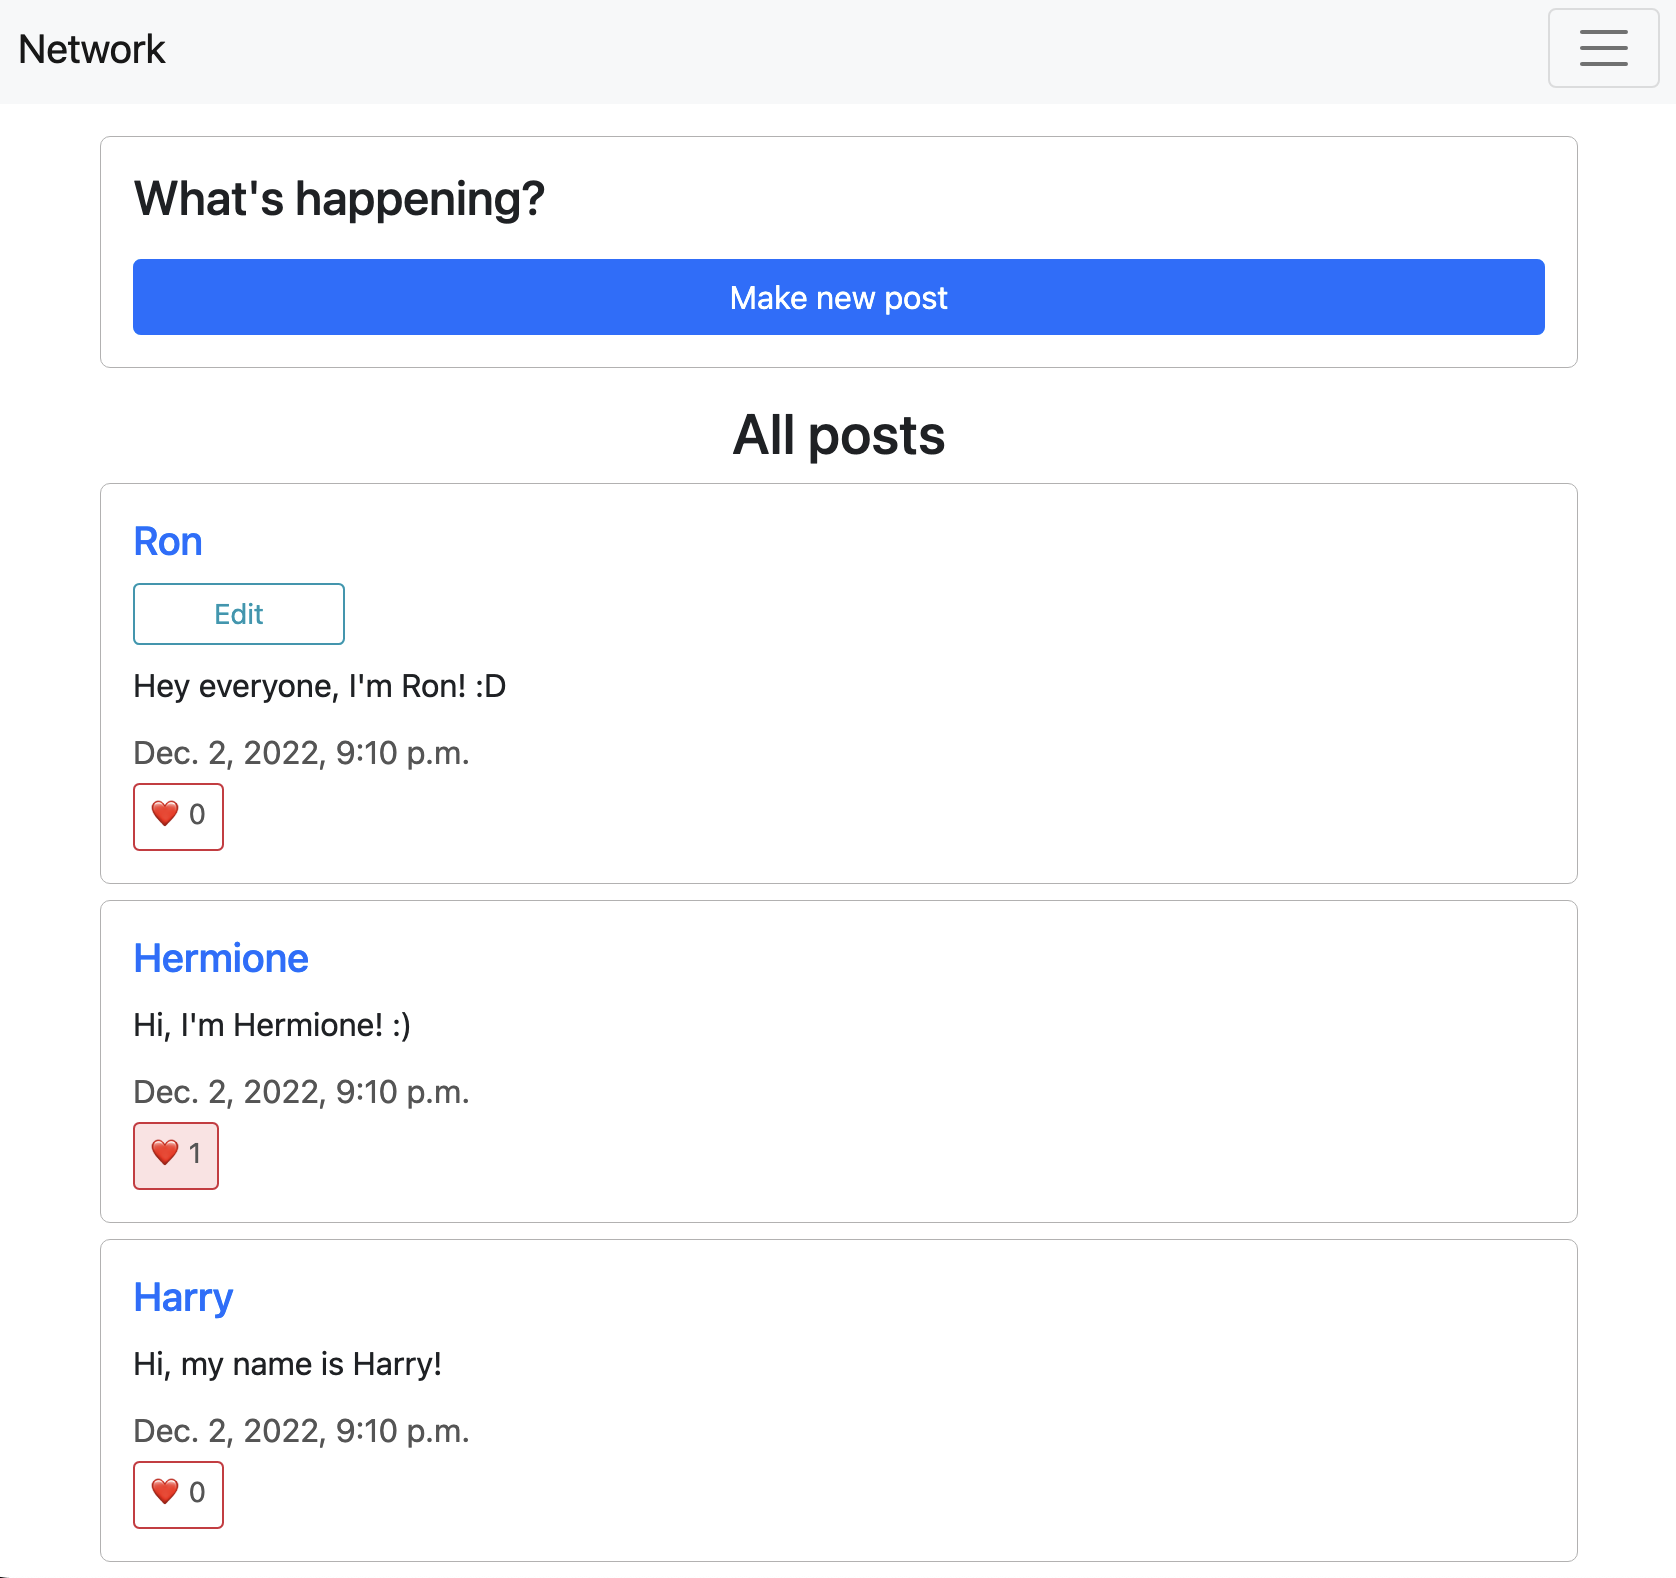 Network
What's happening?
Make new post
All posts
Ron
Edit
Hey everyone, I'm Ron! :D
Dec. 2, 2022, 9:10 p.m.
❤️ 0
Hermione
Hi, I'm Hermione! :)
Dec. 2, 2022, 9:10 p.m.
❤️ 1
Harry
Hi, my name is Harry!
Dec. 2, 2022, 9:10 p.m.
❤️ 0